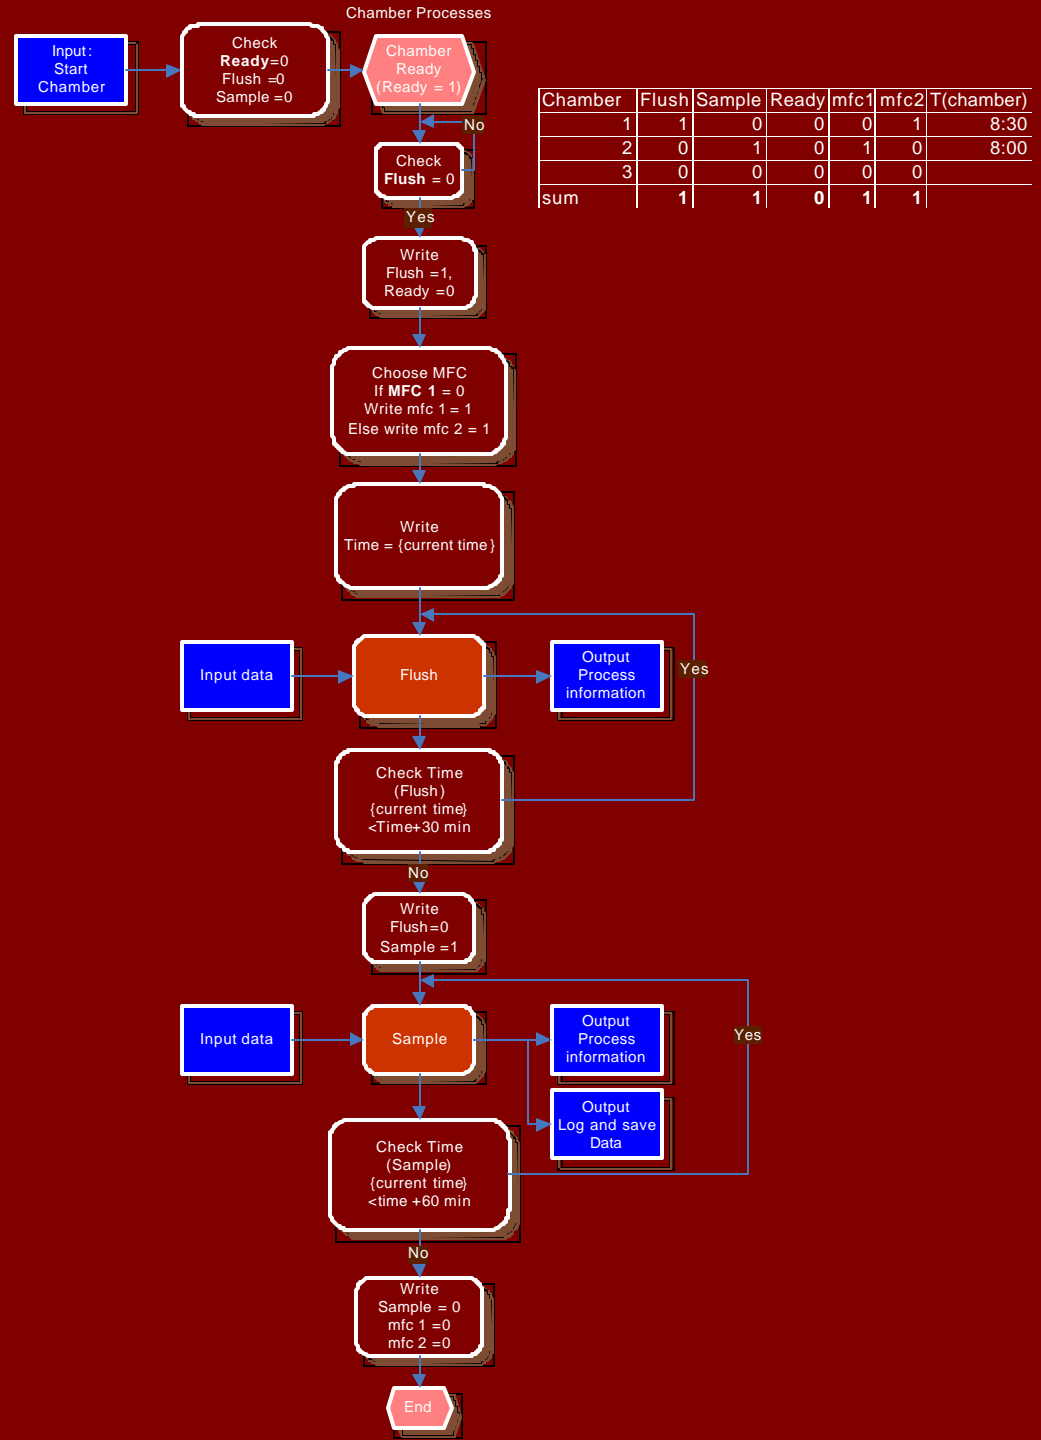 Chamber Processes
Input:
Start
Chamber
Check
Ready=0
Flush =0
Sample =0
Chamber
Ready
(Ready = 1)
No
Check
Flush = 0
Yes
Write
Flush =1,
Ready =0
Choose MFC
If MFC 1 = 0
Write mfc 1 = 1
Else write mfc 2 = 1
Write
Time = {current time}
Input data
Flush
Output
Process
information
Yes
Check Time
(Flush)
{current time}
<Time+30 min
No
Write
Flush=0
Sample =1
Input data
Sample
Output
Process
information
Yes
Output
Log and save
Data
Check Time
(Sample)
{current time}
<time +60 min
No
Write
Sample = 0
mfc 1 =0
mfc 2 =0
End
Chamber Flush Sample Ready mfc1 mfc2 T(chamber)
1 1 0 0 0 1 8:30
2 0 1 0 1 0 8:00
3 0 0 0 0 0
sum 1 1 0 1 1